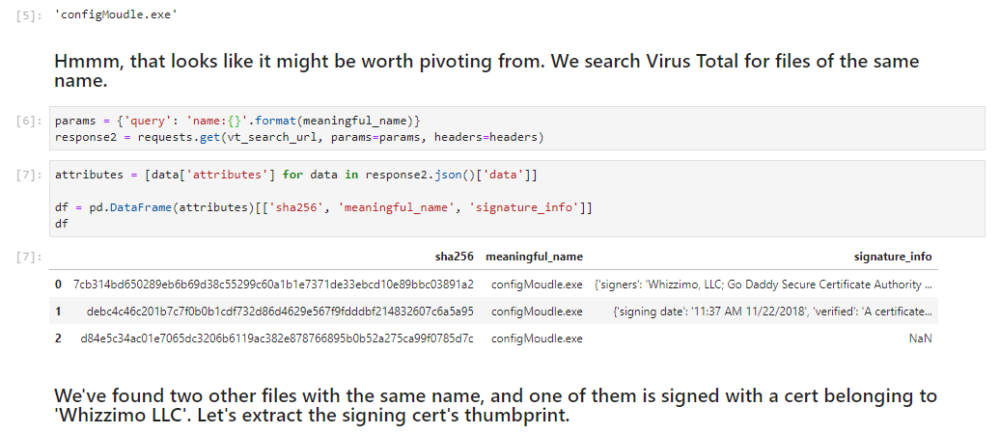 [5]: 'configMoudle.exe'
Hmmm, that looks like it might be worth pivoting from. We search Virus Total for files of the same
name.
[6]: params = {'query': 'name:{}'.format(meaningful_name)}
response2 = requests.get(vt_search_url, params=params, headers=headers)
[7]: attributes = [data['attributes'] for data in response2.json()['data']]
df = pd.DataFrame(attributes)[['sha256', 'meaningful_name', 'signature_info']]
df
[7]: sha256 meaningful_name signature_info
0 7cb314bd650289eb6b69d38c55299c60a1b1e7371de33ebcd10e89bbc03891a2 configMoudle.exe {'signers': 'Whizzimo, LLC; Go Daddy Secure Certificate Authority ...
1 debc4c46c201b7c7f0b0b1cdf732d86d4629e567f9fdddbf214832607c6a5a95 configMoudle.exe {'signing date': '11:37 AM 11/22/2018', 'verified': 'A certificate...
2 d84e5c34ac01e7065dc3206b6119ac382e878766895b0b52a275ca99f0785d7c configMoudle.exe NaN
We've found two other files with the same name, and one of them is signed with a cert belonging to
'Whizzimo LLC'. Let's extract the signing cert's thumbprint.